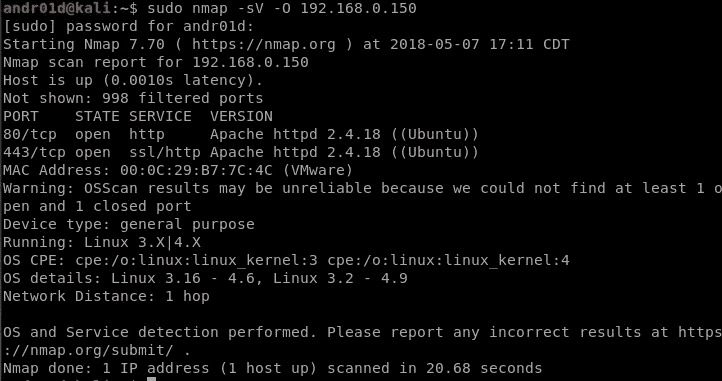 andr01d@kali:~$ sudo nmap -sV -O 192.168.0.150
[sudo] password for andr01d:
Starting Nmap 7.70 ( https://nmap.org ) at 2018-05-07 17:11 CDT
Nmap scan report for 192.168.0.150
Host is up (0.0010s latency).
Not shown: 998 filtered ports
PORT    STATE SERVICE  VERSION
80/tcp  open  http     Apache httpd 2.4.18 ((Ubuntu))
443/tcp open  ssl/http Apache httpd 2.4.18 ((Ubuntu))
MAC Address: 00:0C:29:B7:7C:4C (VMware)
Warning: OSScan results may be unreliable because we could not find at least 1 o
pen and 1 closed port
Device type: general purpose
Running: Linux 3.X|4.X
OS CPE: cpe:/o:linux:linux_kernel:3 cpe:/o:linux:linux_kernel:4
OS details: Linux 3.16 - 4.6, Linux 3.2 - 4.9
Network Distance: 1 hop
OS and Service detection performed. Please report any incorrect results at https
://nmap.org/submit/ .
Nmap done: 1 IP address (1 host up) scanned in 20.68 seconds